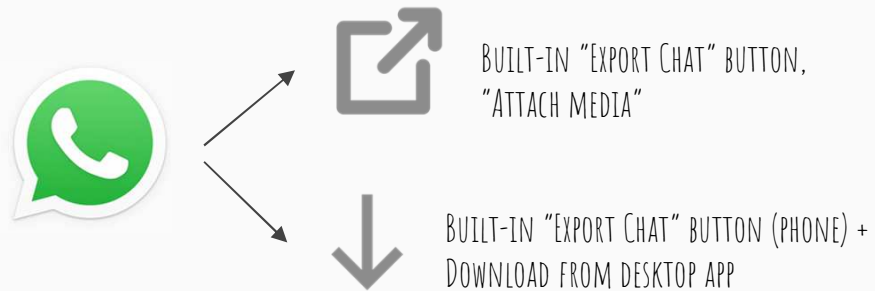 Built-in "Export Chat" button,
"Attach media"
Built-in "Export Chat" button (phone) +
Download from desktop app